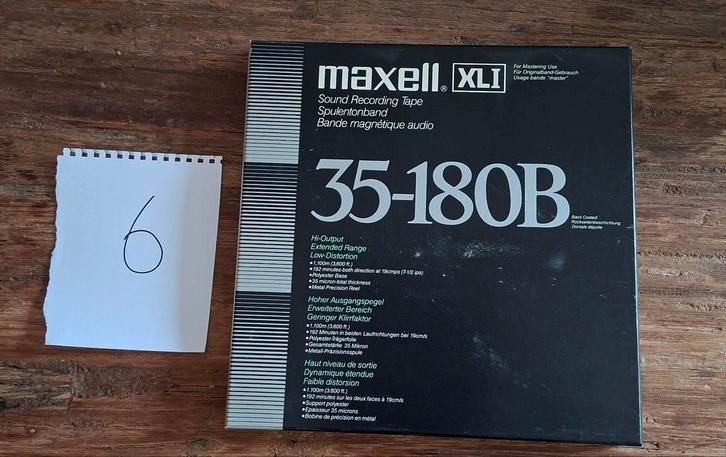 6
maxell® XLI
For Mastering Use
Für Originalband-Gebrauch
Usage bande "master"
Sound Recording Tape
Spulentonband
Bande magnétique audio
35-180B
Back Coated
Rückseitenbeschichtung
Dorsale dépolie
Hi-Output
Extended Range
Low-Distortion
•1,100m (3,600 ft.)
•192 minutes-both direction at 19cmps (7-1/2 ips)
•Polyester Base
•35 micron-total thickness
•Metal Precision Reel
Hoher Ausgangspegel
Erweiterter Bereich
Geringer Klirrfaktor
•1.100m (3.600 ft.)
•192 Minuten in beiden Laufrichtungen bei 19cm/s
•Polyester-Trägerfolie
•Gesamtstärke 35 Mikron
•Metall-Präzisionsspule
Haut niveau de sortie
Dynamique étendue
Faible distorsion
•1.100m (3.600 ft.)
•192 minutes sur les deux faces à 19cm/s
•Support polyester
•Epaisseur 35 microns
•Bobine de précision en métal